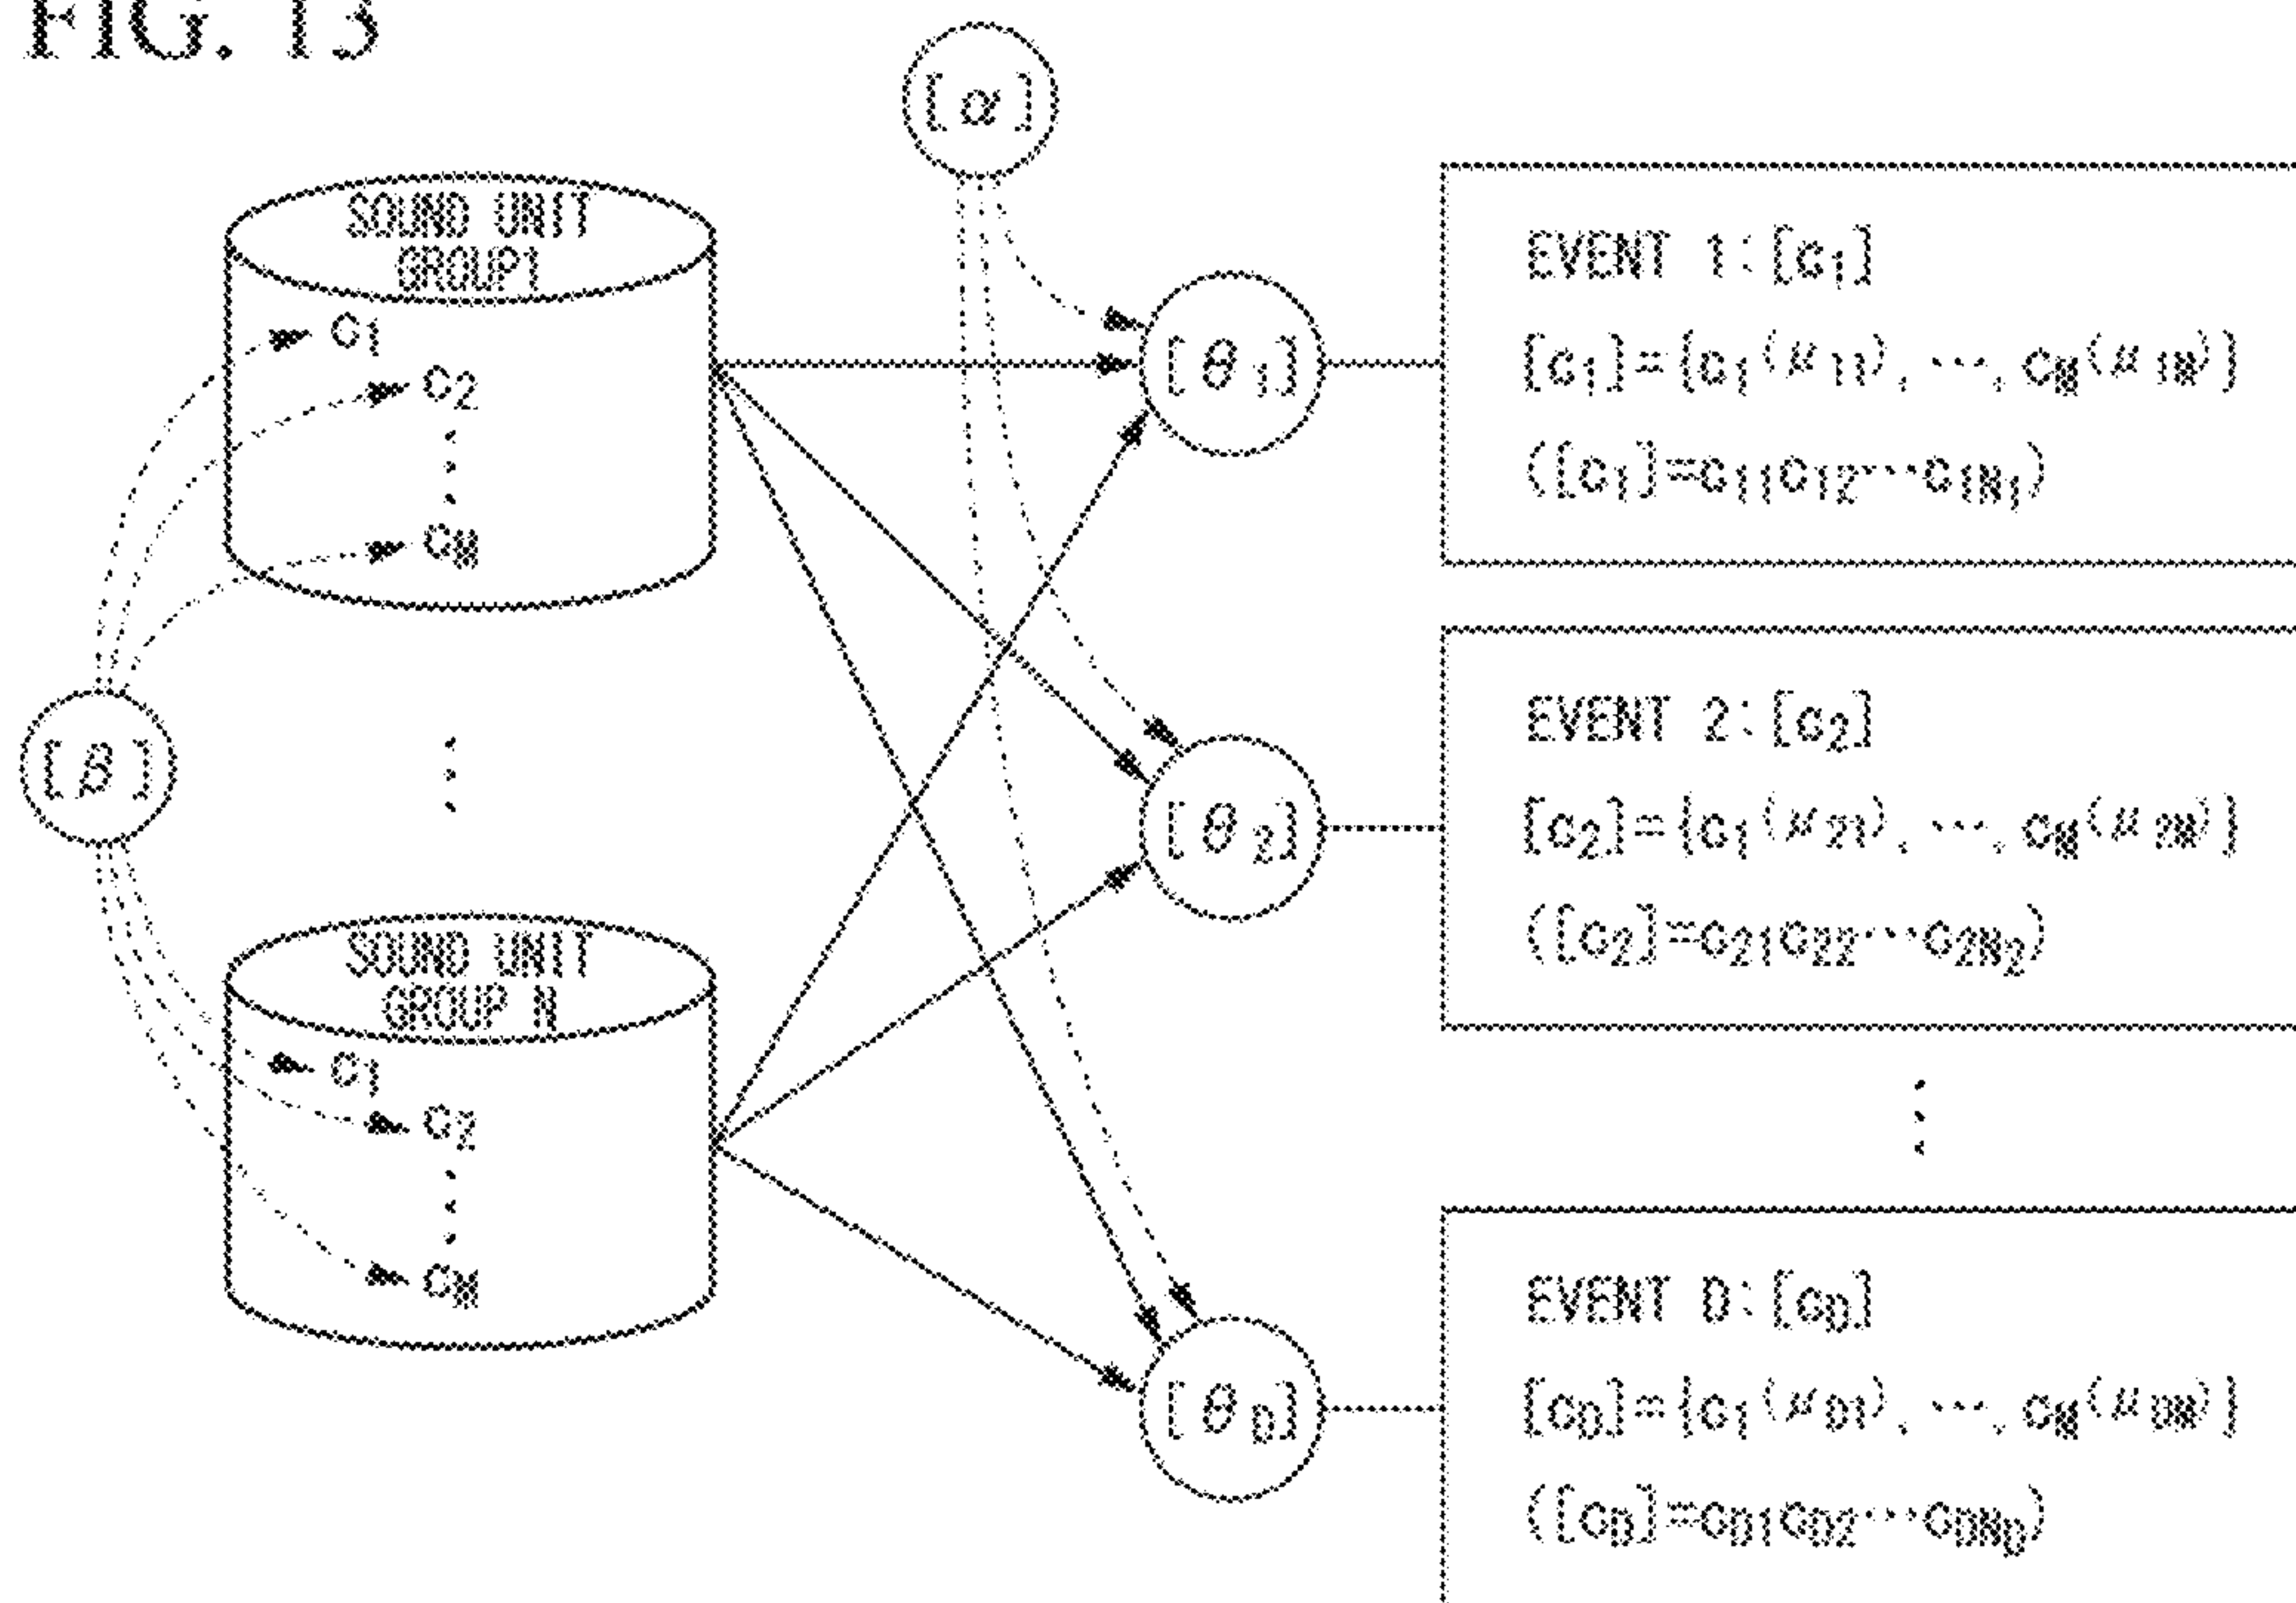 FIG. 13
[α]
SOUND UNIT
GROUP1
c1
c2
cM
[β]
SOUND UNIT
GROUP N
c1
c2
cM
[θ1]
[θ2]
[θD]
EVENT 1:[c1]
[c1]={c1(μ11), ···, cM(μ1M)}
([c1]=c11c12···c1N1)
EVENT 2:[c2]
[c2]={c1(μ21), ···, cM(μ2M)}
([c2]=c21c22···c2N2)
EVENT D:[cD]
[cD]={c1(μD1), ···, cM(μDM)}
([cD]=cD1cD2···cDND)